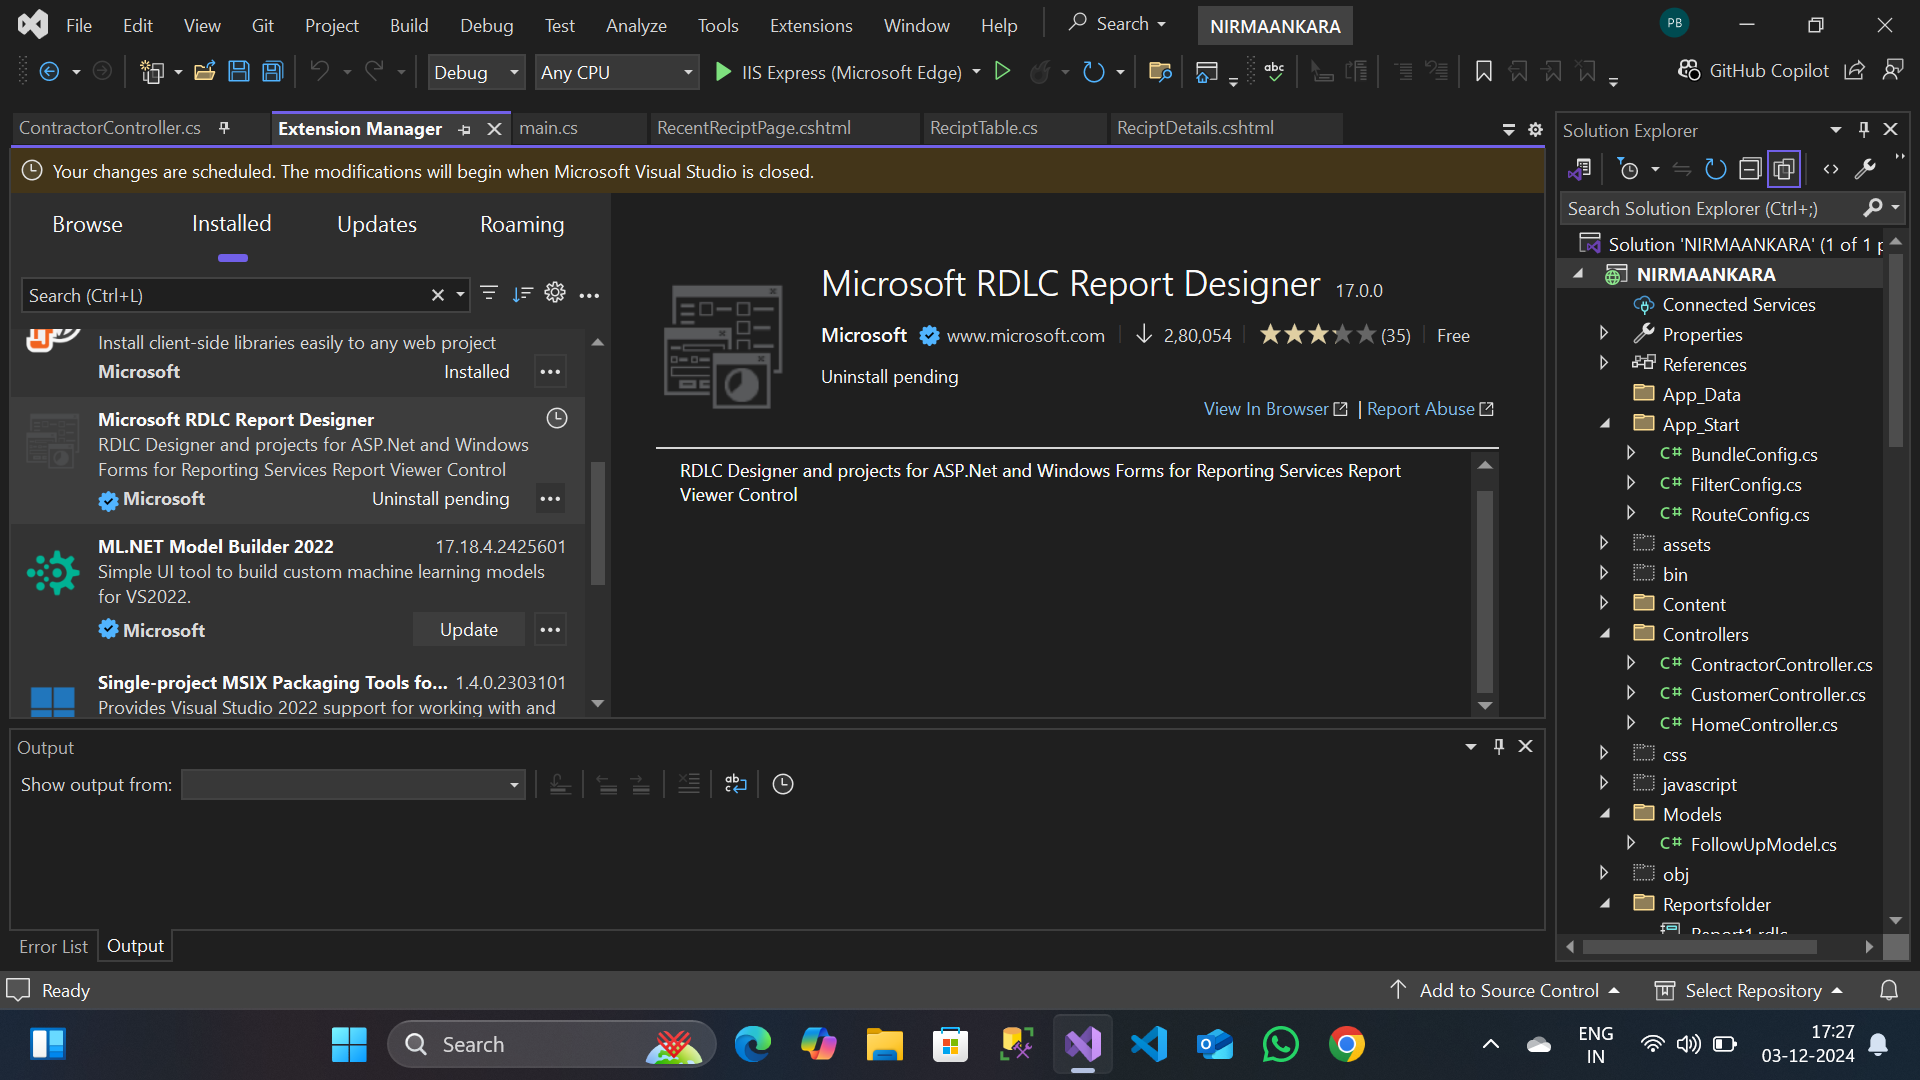 File Edit View Git Project Build Debug Test Analyze Tools Extensions Window Help Search NIRMAANKARA PB
Debug Any CPU IIS Express (Microsoft Edge) abc GitHub Copilot
ContractorController.cs Extension Manager main.cs RecentReciptPage.cshtml ReciptTable.cs ReciptDetails.cshtml
Your changes are scheduled. The modifications will begin when Microsoft Visual Studio is closed.
Browse Installed Updates Roaming
Search (Ctrl+L)
Install client-side libraries easily to any web project
Microsoft Installed
Microsoft RDLC Report Designer
RDLC Designer and projects for ASP.Net and Windows
Forms for Reporting Services Report Viewer Control
Microsoft Uninstall pending
ML.NET Model Builder 2022 17.18.4.2425601
Simple UI tool to build custom machine learning models
for VS2022.
Microsoft Update
Single-project MSIX Packaging Tools fo... 1.4.0.2303101
Provides Visual Studio 2022 support for working with and
Microsoft RDLC Report Designer 17.0.0
Microsoft www.microsoft.com 2,80,054 (35) Free
Uninstall pending
View In Browser | Report Abuse
RDLC Designer and projects for ASP.Net and Windows Forms for Reporting Services Report
Viewer Control
Output
Show output from:
Error List Output
Solution Explorer
Search Solution Explorer (Ctrl+;)
Solution 'NIRMAANKARA' (1 of 1 p
NIRMAANKARA
Connected Services
Properties
References
App_Data
App_Start
C# BundleConfig.cs
C# FilterConfig.cs
C# RouteConfig.cs
assets
bin
Content
Controllers
C# ContractorController.cs
C# CustomerController.cs
C# HomeController.cs
css
javascript
Models
C# FollowUpModel.cs
obj
Reportsfolder
Report1.rdlc
Ready Add to Source Control Select Repository
Search ENG 17:27
IN 03-12-2024